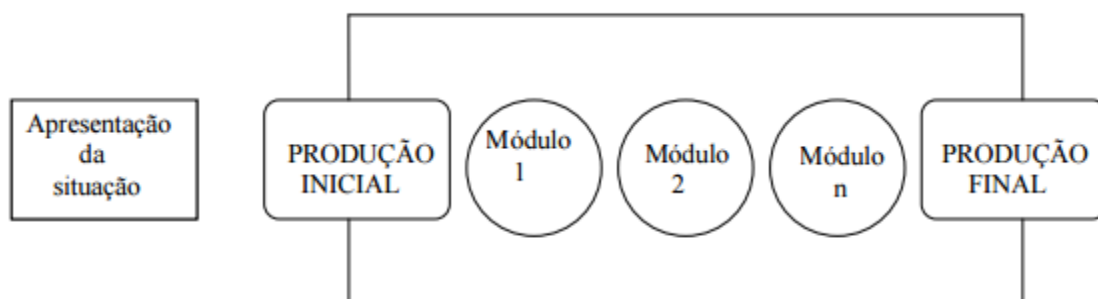 Apresentação
da
situação
PRODUÇÃO
INICIAL
Módulo
1
Módulo
2
Módulo
n
PRODUÇÃO
FINAL